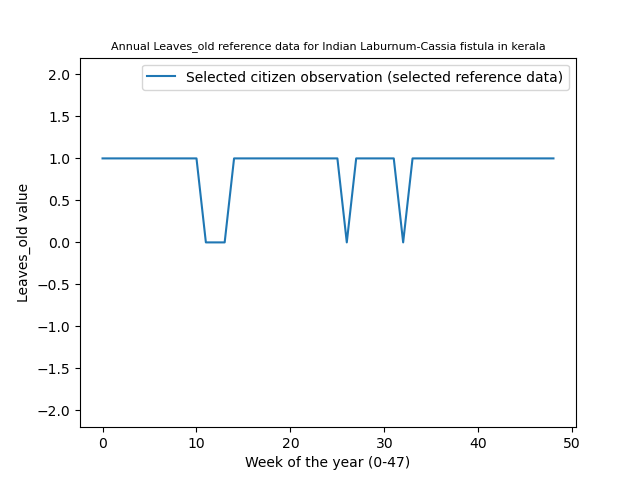 Annual Leaves_old reference data for Indian Laburnum-Cassia fistula in kerala
Selected citizen observation (selected reference data)
2.0
1.5
1.0
0.5
0.0
−0.5
−1.0
−1.5
−2.0
Leaves_old value
0 10 20 30 40 50
Week of the year (0-47)